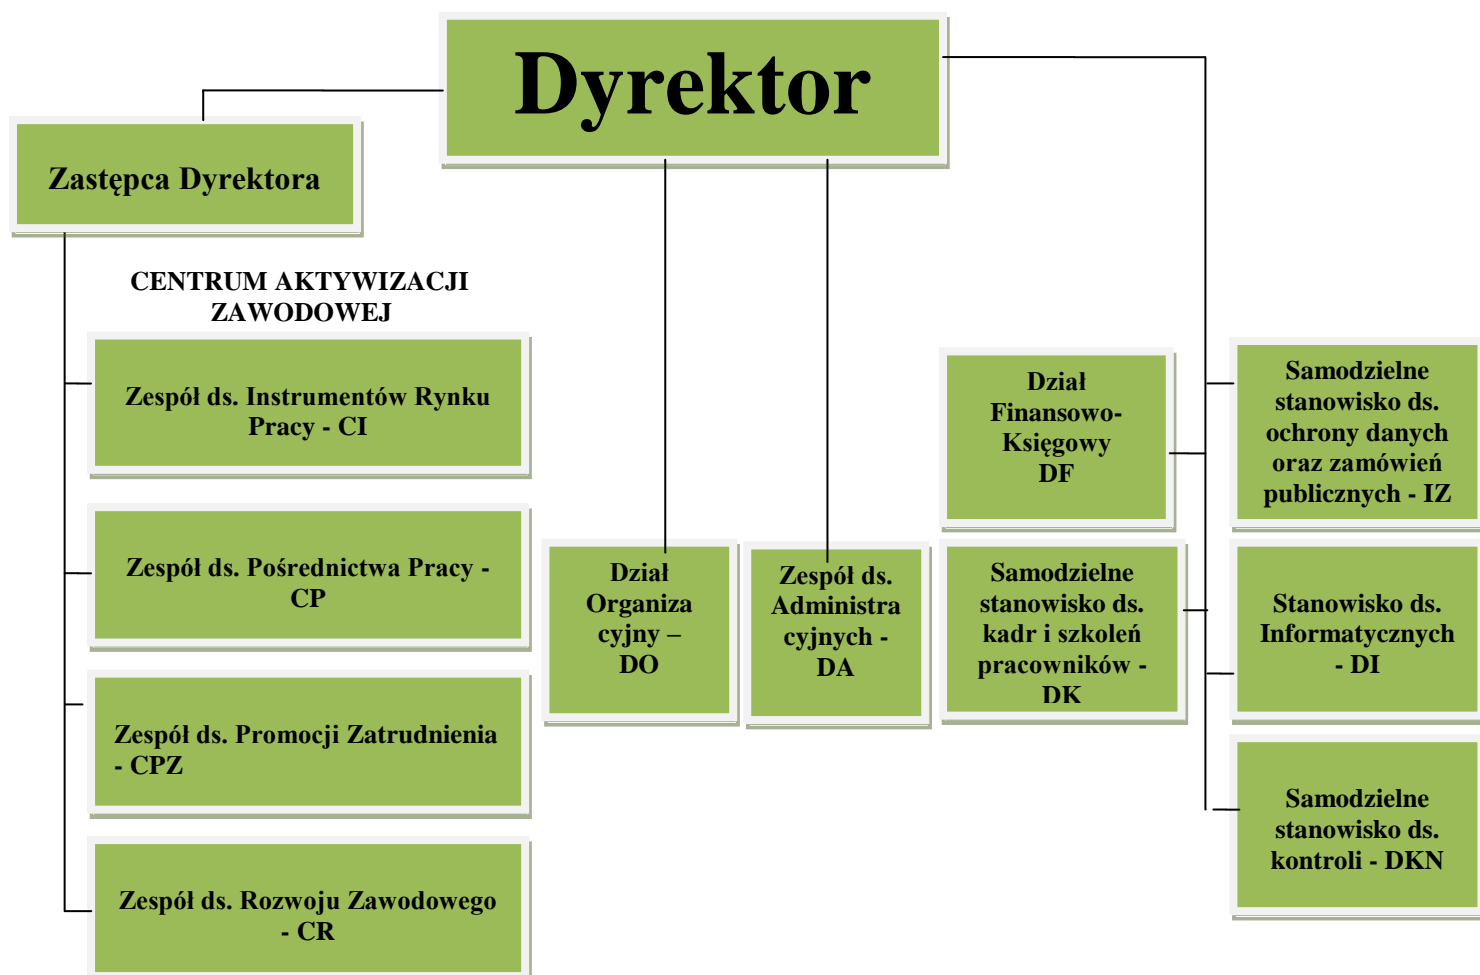 Dyrektor
Zastępca Dyrektora
CENTRUM AKTYWIZACJI
ZAWODOWEJ
Zespół ds. Instrumentów Rynku
Pracy - CI
Zespół ds. Pośrednictwa Pracy -
CP
Zespół ds. Promocji Zatrudnienia
- CPZ
Zespół ds. Rozwoju Zawodowego
- CR
Dział
Organiza
cyjny –
DO
Zespół ds.
Administra
cyjnych -
DA
Dział
Finansowo-
Księgowy
DF
Samodzielne
stanowisko ds.
kadr i szkoleń
pracowników -
DK
Samodzielne
stanowisko ds.
ochrony danych
oraz zamówień
publicznych - IZ
Stanowisko ds.
Informatycznych
- DI
Samodzielne
stanowisko ds.
kontroli - DKN